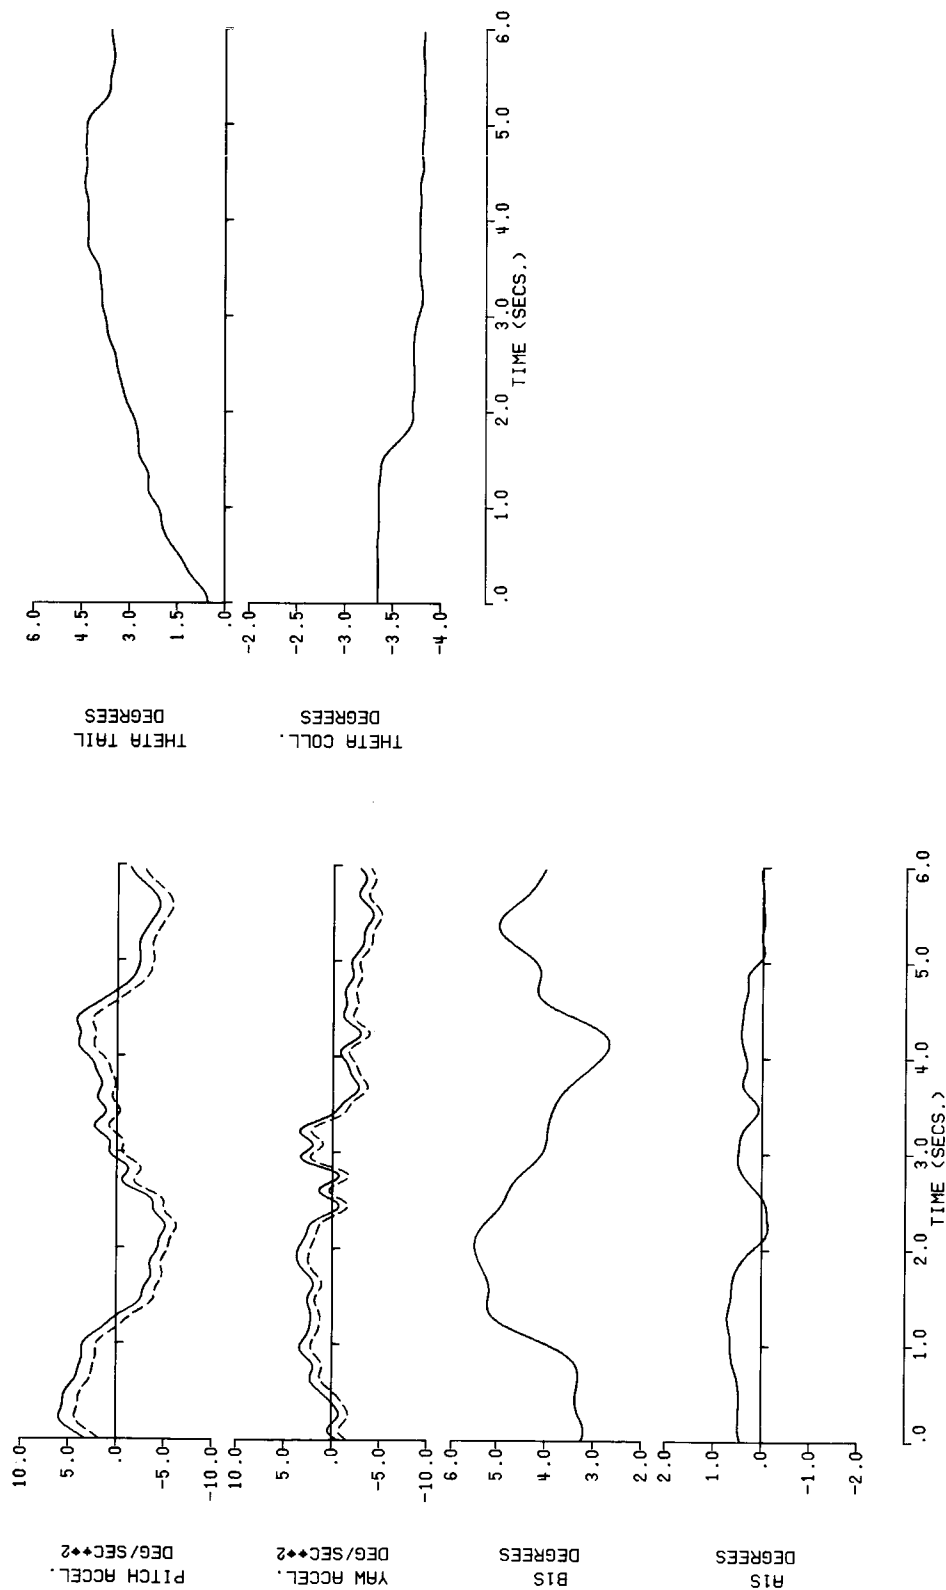 PITCH ACCEL.
DEG/SEC**2
10.0
5.0
.0
-5.0
-10.0
YAW ACCEL.
DEG/SEC**2
10.0
5.0
.0
-5.0
-10.0
B1S
DEGREES
6.0
5.0
4.0
3.0
2.0
A1S
DEGREES
2.0
1.0
.0
-1.0
-2.0
.0 1.0 2.0 3.0 4.0 5.0 6.0
TIME (SECS.)
THETA TAIL
DEGREES
6.0
4.5
3.0
1.5
.0
THETA COLL.
DEGREES
-2.0
-2.5
-3.0
-3.5
-4.0
.0 1.0 2.0 3.0 4.0 5.0 6.0
TIME (SECS.)